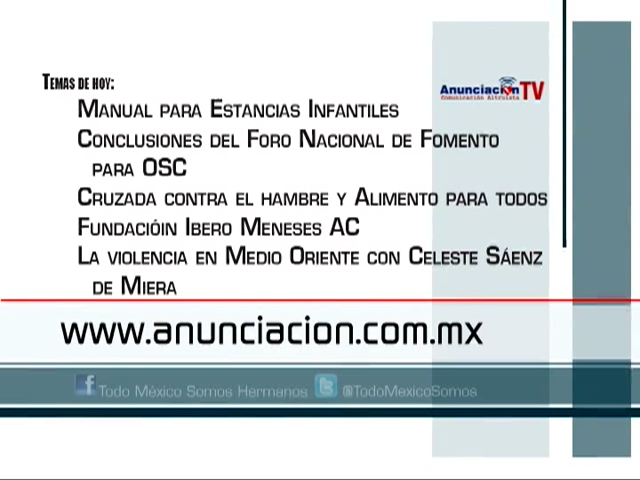 Temas de hoy:
AnunciaciónTV
Comunicación Altruista
Manual para Estancias Infantiles
Conclusiones del Foro Nacional de Fomento
para OSC
Cruzada contra el hambre y Alimento para todos
Fundacióin Ibero Meneses AC
La violencia en Medio Oriente con Celeste Sáenz
de Miera
www.anunciacion.com.mx
Todo México Somos Hermanos @TodoMexicoSomos